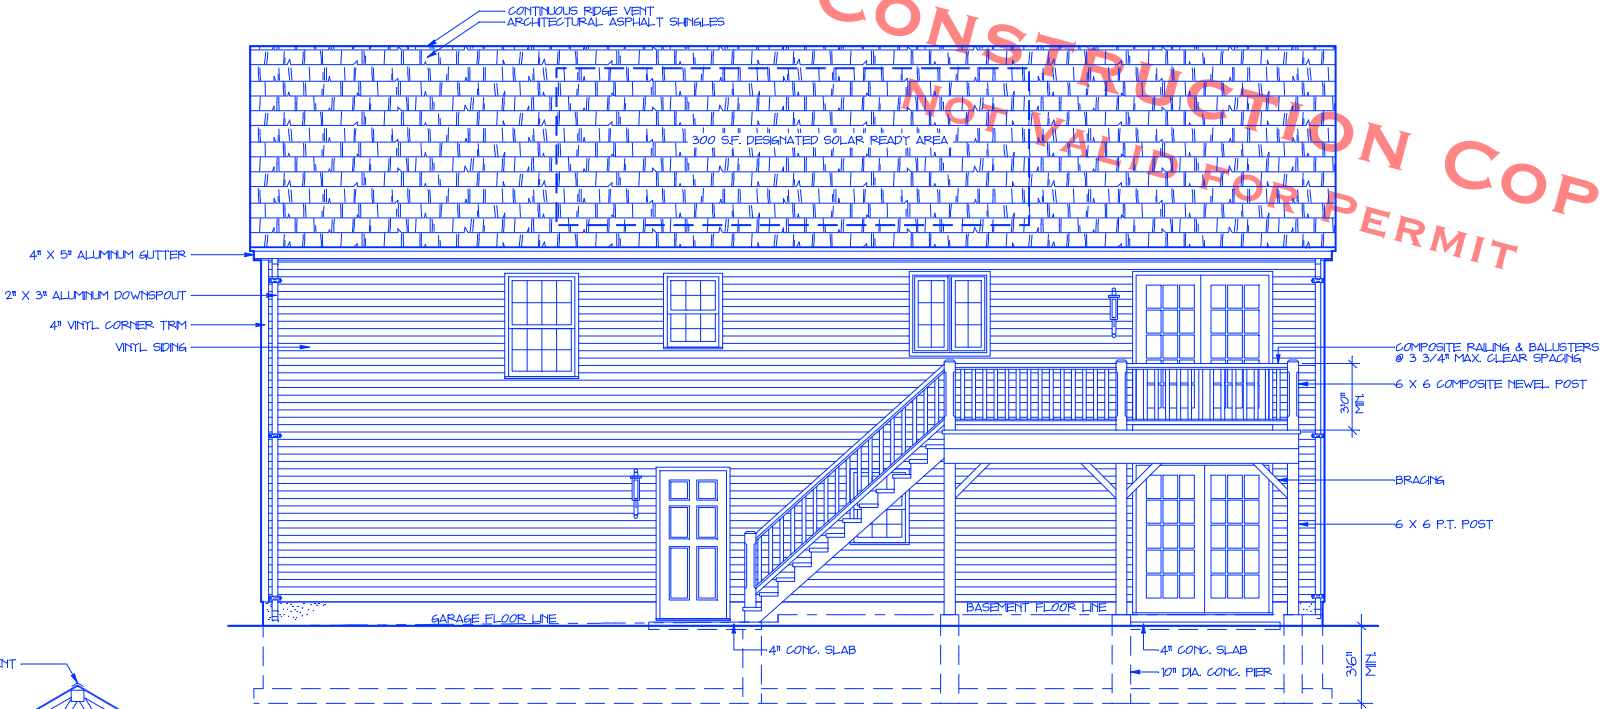 CONTINUOUS RIDGE VENT
ARCHITECTURAL ASPHALT SHINGLES
CONSTRUCTION COP
NOT VALID FOR PERMIT
300 S.F. DESIGNATED SOLAR READY AREA
4" X 5" ALUMINUM GUTTER
2" X 3" ALUMINUM DOWNSPOUT
4" VINYL CORNER TRIM
VINYL SIDING
COMPOSITE RAILING & BALUSTERS
@ 3 3/4" MAX. CLEAR SPACING
6 X 6 COMPOSITE NEWEL POST
3'0"
MIN.
BRACING
6 X 6 P.T. POST
GARAGE FLOOR LINE
BASEMENT FLOOR LINE
4" CONC. SLAB
4" CONC. SLAB
10" DIA. CONC. PIER
3'6"
MIN.
NT